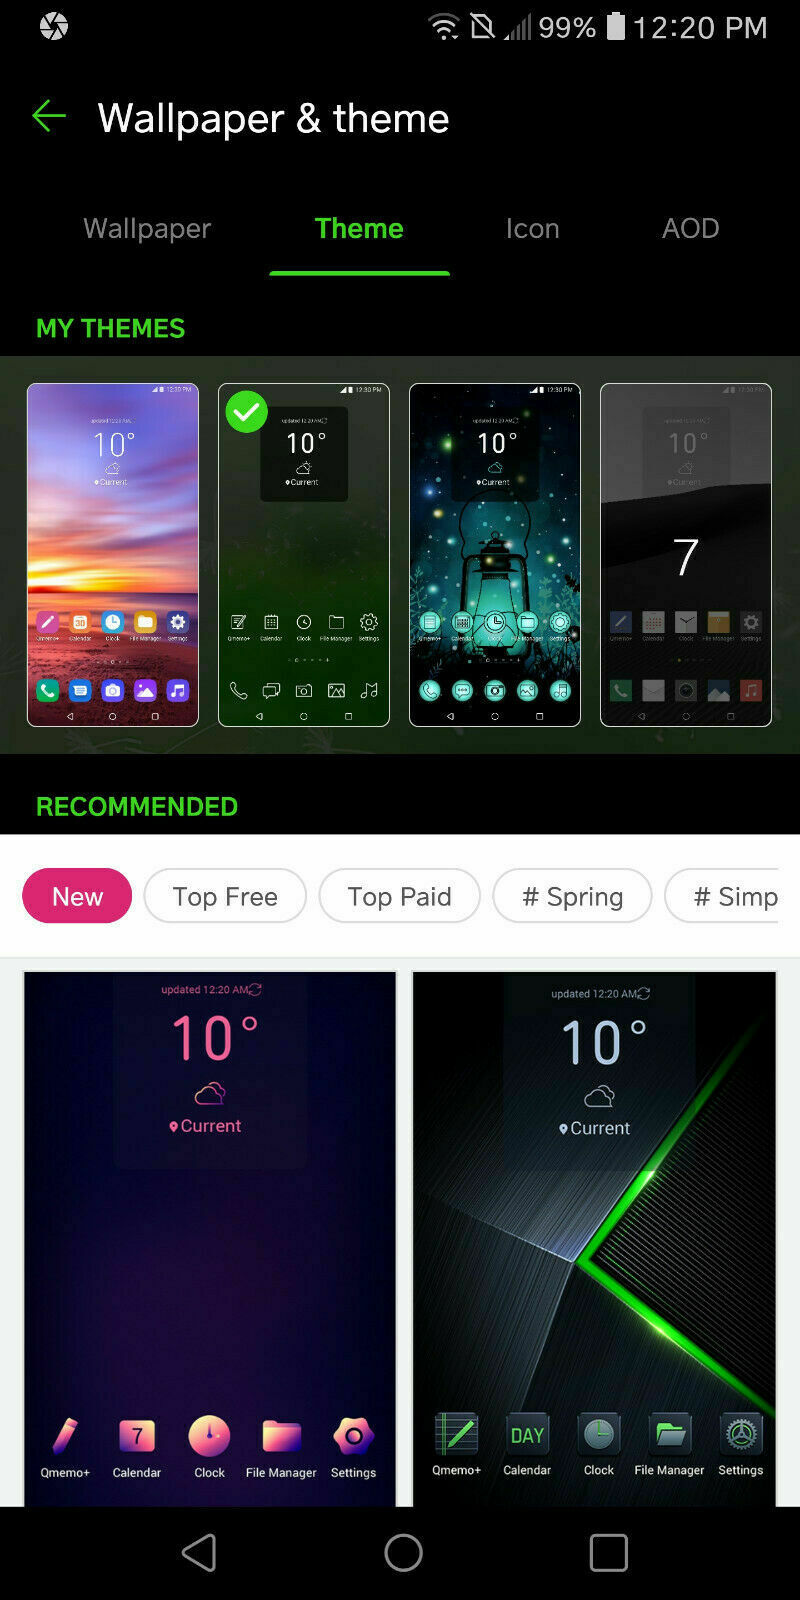 99% 12:20 PM
Wallpaper & theme
Wallpaper Theme Icon AOD
MY THEMES
12:30 PM 12:30 PM 12:30 PM 12:30 PM
updated 12:20 AM updated 12:20 AM updated 12:20 AM updated 12:20 AM
10° 10° 10° 10°
Current Current Current Current
7
30
Qmemo+ Calendar Clock File Manager Settings
Qmemo+ Calendar Clock File Manager Settings
Qmemo+ Calendar Clock File Manager Settings
Qmemo+ Calendar Clock File Manager Settings
RECOMMENDED
New Top Free Top Paid # Spring # Simp
updated 12:20 AM
10°
Current
7
Qmemo+ Calendar Clock File Manager Settings
updated 12:20 AM
10°
Current
DAY
Qmemo+ Calendar Clock File Manager Settings